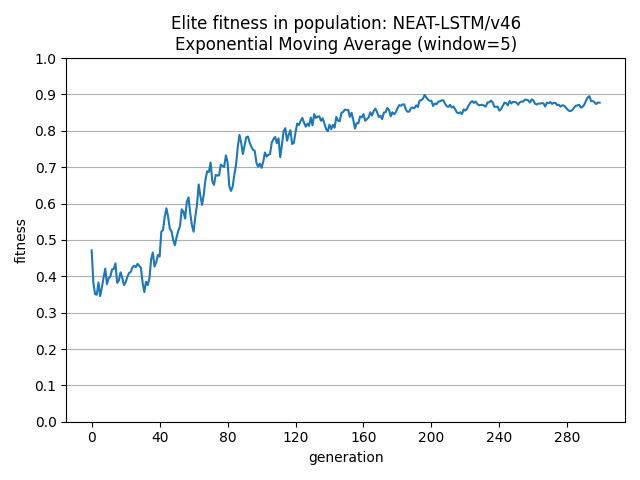 Elite fitness in population: NEAT-LSTM/v46
Exponential Moving Average (window=5)
1.0
0.9
0.8
0.7
0.6
0.5
0.4
0.3
0.2
0.1
0.0
fitness
0 40 80 120 160 200 240 280
generation